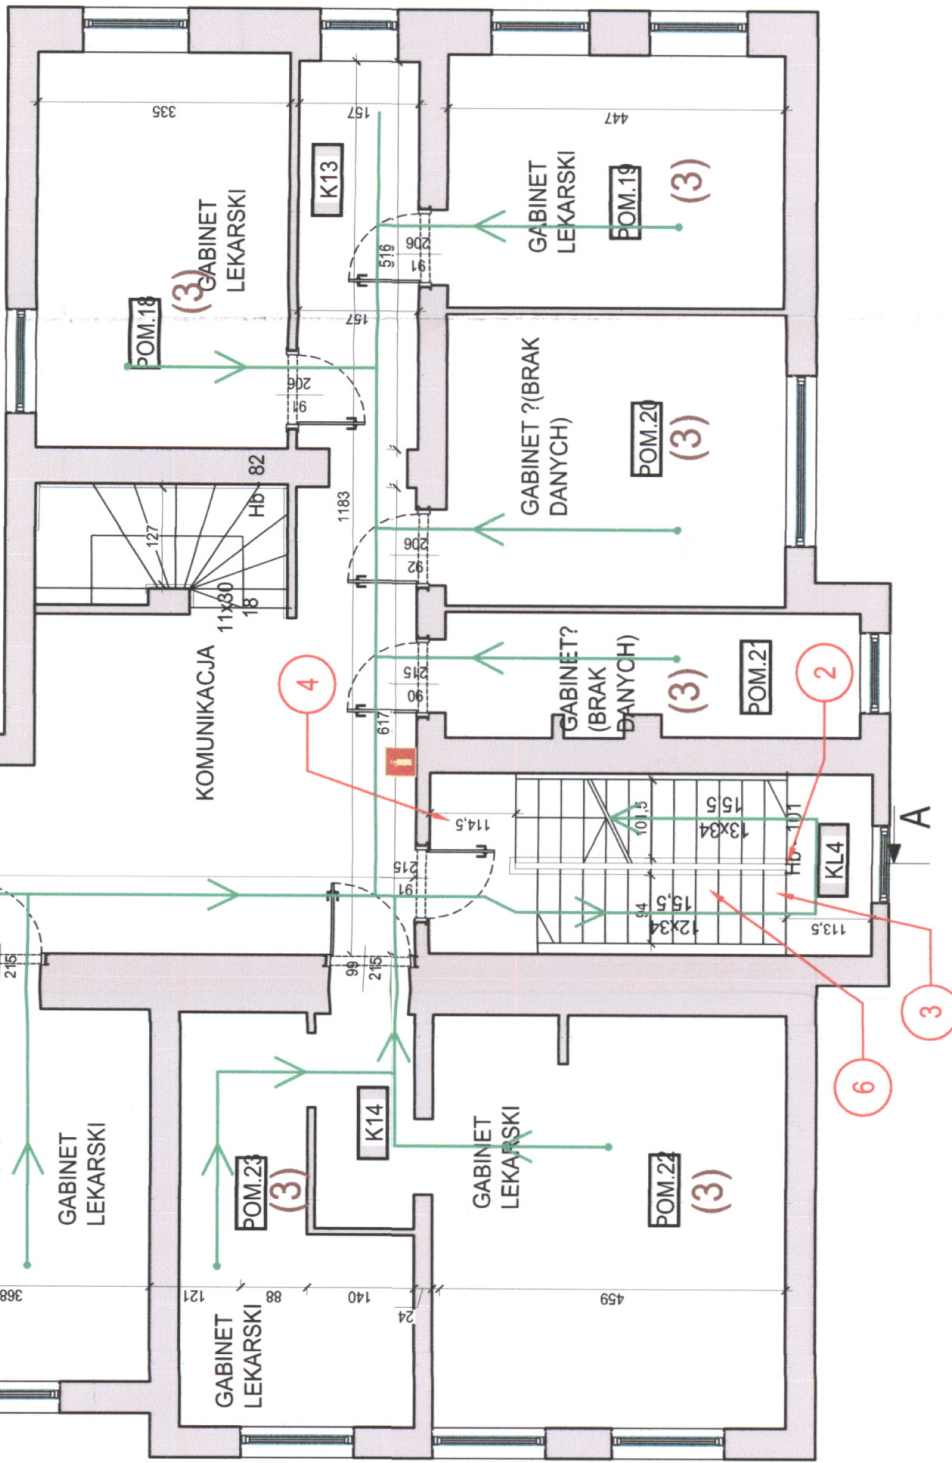 335
157
447
K13
GABINET
LEKARSKI
POM.18
(3)
GABINET
LEKARSKI
POM.19
(3)
516
206
91
157
206
91
GABINET ?(BRAK
DANYCH)
POM.20
(3)
Hb 82
127
11x30
18
1183
206
92
KOMUNIKACJA
4
GABINET?
(BRAK
DANYCH)
POM.21
(3)
215
90
617
2
114,5
101,5
15,5
13x34
Hb 101
KL4
A
215
91
94
15,5
12x34
113,5
215
99
215
3
6
K14
GABINET
LEKARSKI
POM.22
(3)
GABINET
LEKARSKI
POM.23
(3)
GABINET
LEKARSKI
368
121
88
140
24
459